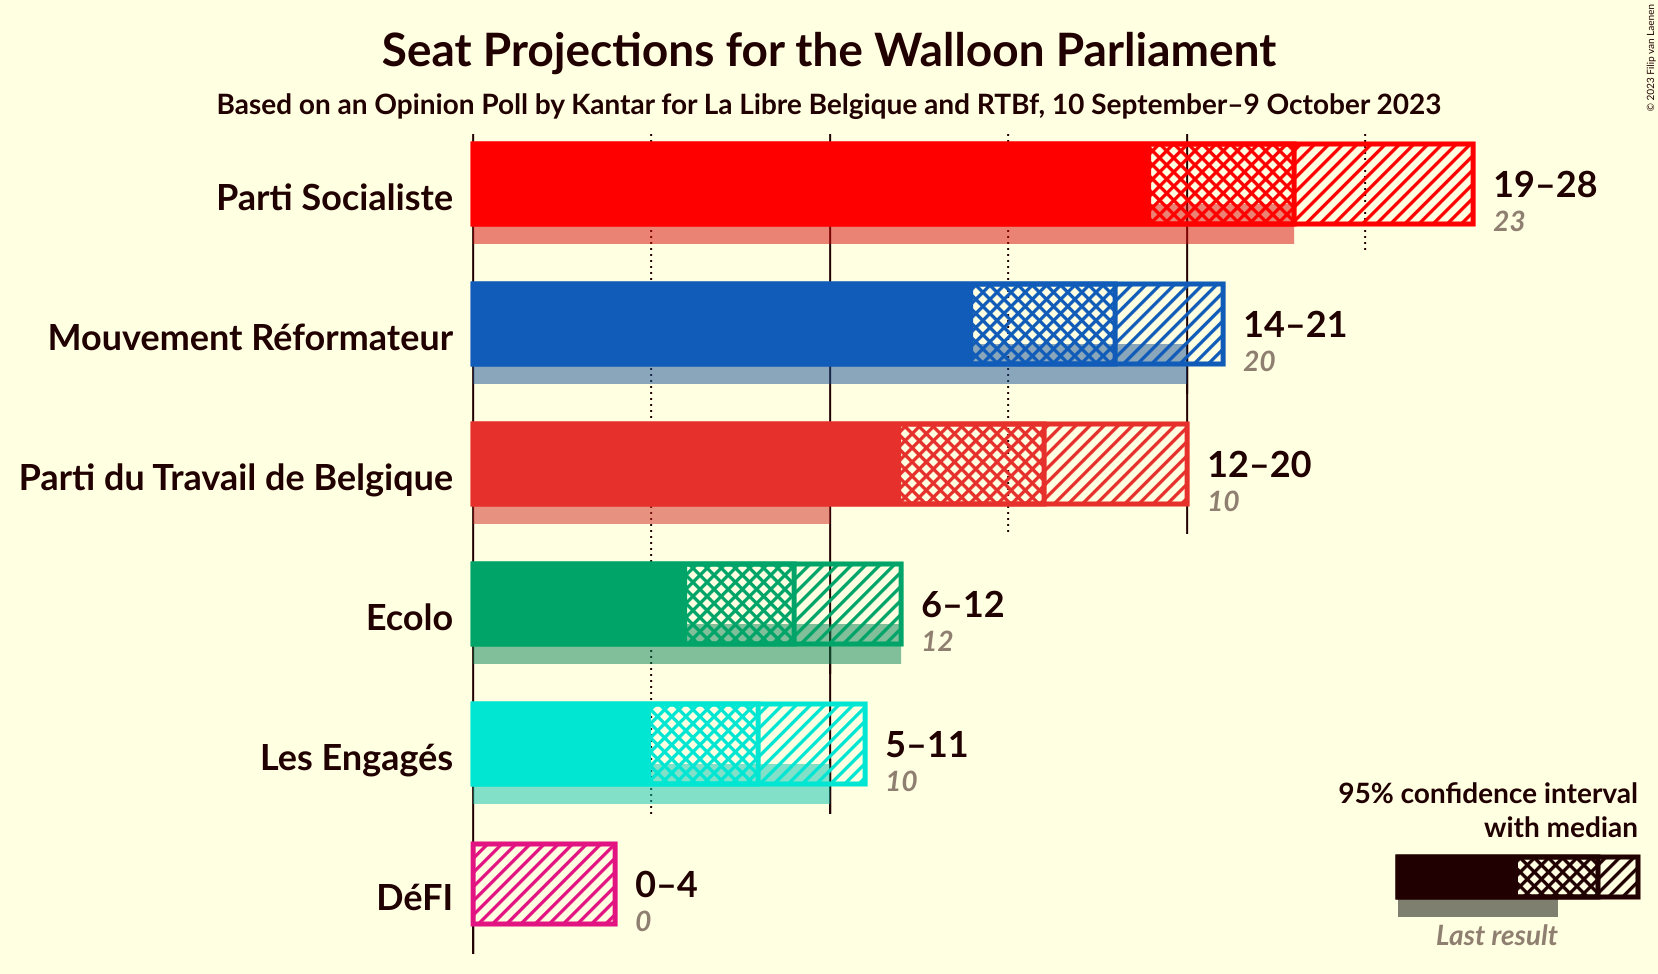 Seat Projections for the Walloon Parliament
Based on an Opinion Poll by Kantar for La Libre Belgique and RTBf, 10 September–9 October 2023
© 2023 Filip van Laenen
Parti Socialiste
19–28
23
Mouvement Réformateur
14–21
20
Parti du Travail de Belgique
12–20
10
Ecolo
6–12
12
Les Engagés
5–11
10
DéFI
0–4
0
95% confidence interval
with median
Last result